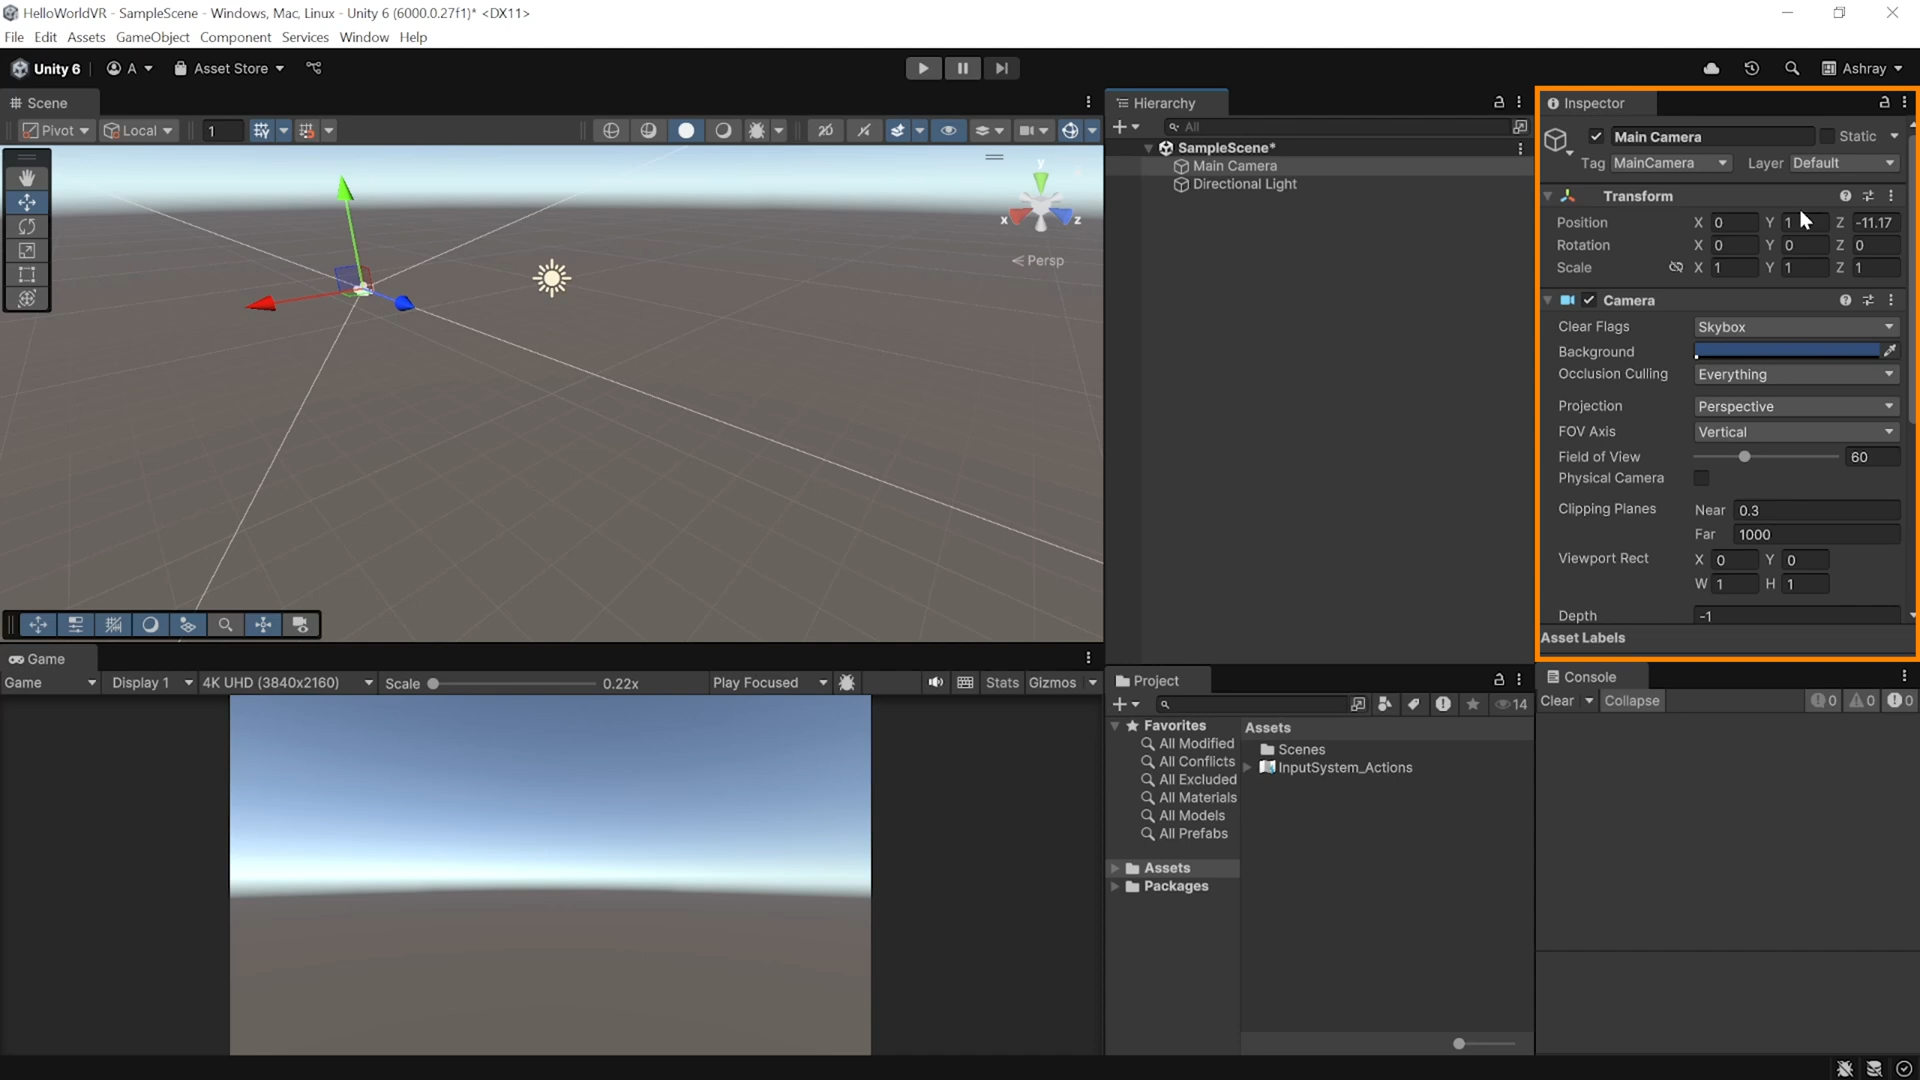 HelloWorldVR - SampleScene - Windows, Mac, Linux - Unity 6 (6000.0.27f1)* <DX11>
File Edit Assets GameObject Component Services Window Help
Unity 6 A Asset Store Ashray
Scene
Pivot Local 1
y
x z
Persp
Hierarchy
All
SampleScene*
Main Camera
Directional Light
Inspector
Main Camera Static
Tag MainCamera Layer Default
Transform
Position X 0 Y 1 Z -11.17
Rotation X 0 Y 0 Z 0
Scale X 1 Y 1 Z 1
Camera
Clear Flags Skybox
Background
Occlusion Culling Everything
Projection Perspective
FOV Axis Vertical
Field of View 60
Physical Camera
Clipping Planes Near 0.3
Far 1000
Viewport Rect X 0 Y 0
W 1 H 1
Depth -1
Asset Labels
Game
Game Display 1 4K UHD (3840x2160) Scale 0.22x Play Focused Stats Gizmos
Project
14
Favorites
All Modified
All Conflicts
All Excluded
All Materials
All Models
All Prefabs
Assets
Packages
Assets
Scenes
InputSystem_Actions
Console
Clear Collapse 0 0 0